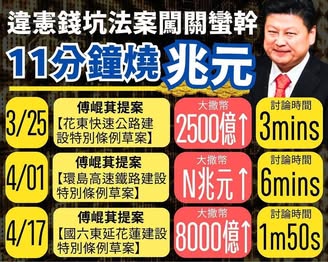 違憲錢坑法案闖關蠻幹
11分鐘燒 兆元
3/25
傅崐萁提案
【花東快速公路建
設特別條例草案】
大撒幣
2500億↑
討論時間
3mins
4/01
傅崐萁提案
【環島高速鐵路建設
特別條例草案】
大撒幣
N兆元↑
討論時間
6mins
4/17
傅崐萁提案
【國六東延花蓮建設
特別條例草案】
大撒幣
8000億↑
討論時間
1m50s